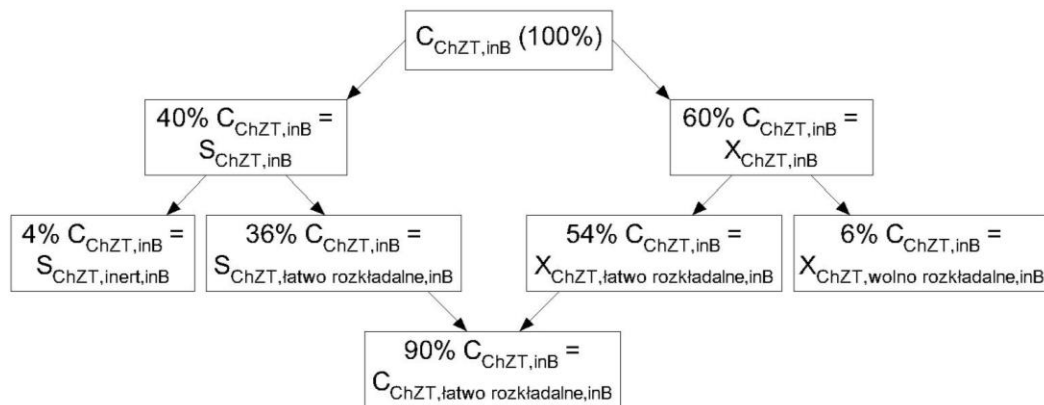 C_ChZT,inB (100%)
40% C_ChZT,inB =
S_ChZT,inB
60% C_ChZT,inB =
X_ChZT,inB
4% C_ChZT,inB =
S_ChZT,inert,inB
36% C_ChZT,inB =
S_ChZT,łatwo rozkładalne,inB
54% C_ChZT,inB =
X_ChZT,łatwo rozkładalne,inB
6% C_ChZT,inB =
X_ChZT,wolno rozkładalne,inB
90% C_ChZT,inB =
C_ChZT,łatwo rozkładalne,inB